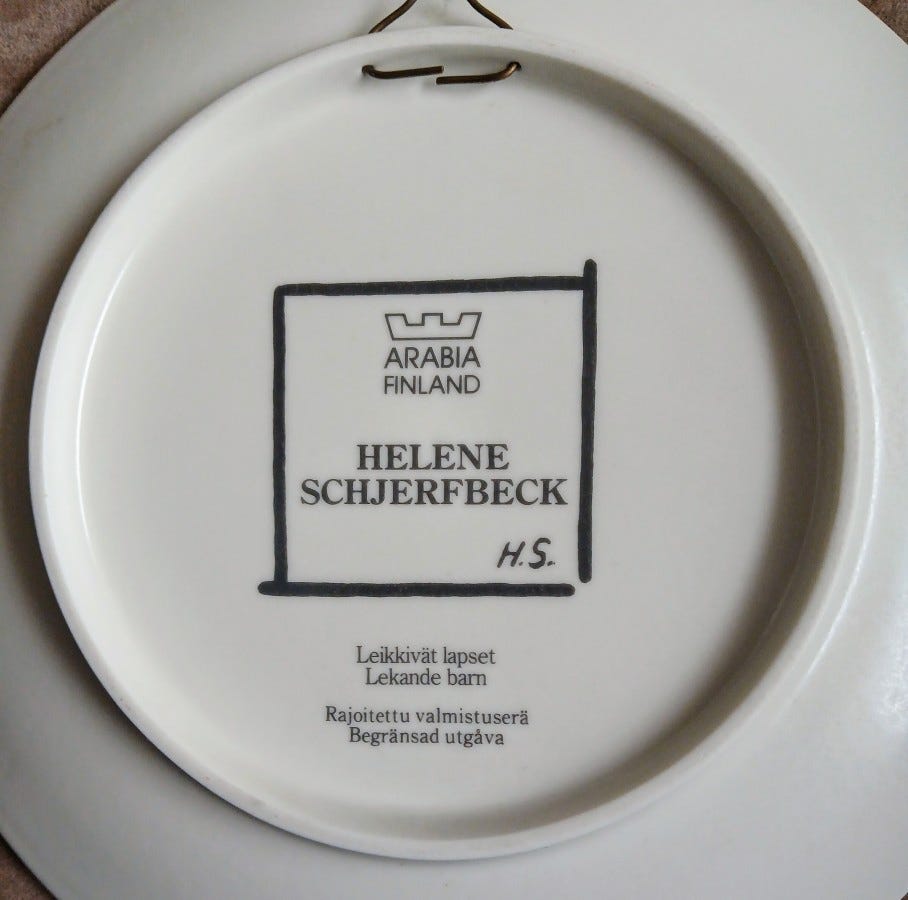 ARABIA
FINLAND
HELENE
SCHJERFBECK
H.S.
Leikkivät lapset
Lekande barn
Rajoitettu valmistuserä
Begränsad utgåva